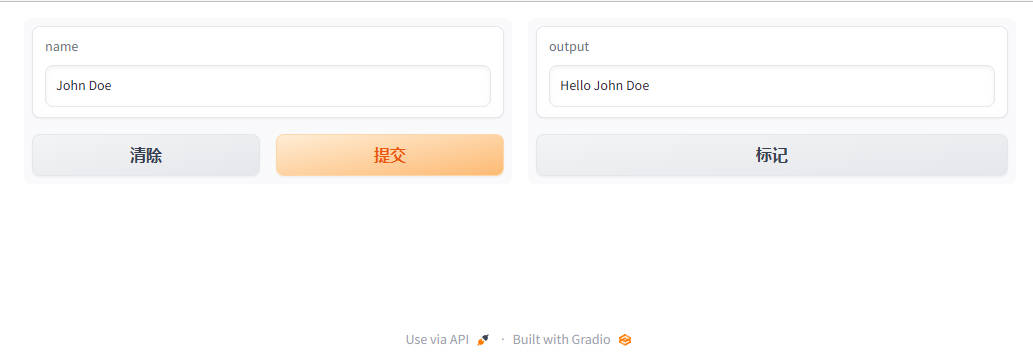 name
John Doe
清除
提交
output
Hello John Doe
标记
Use via API · Built with Gradio